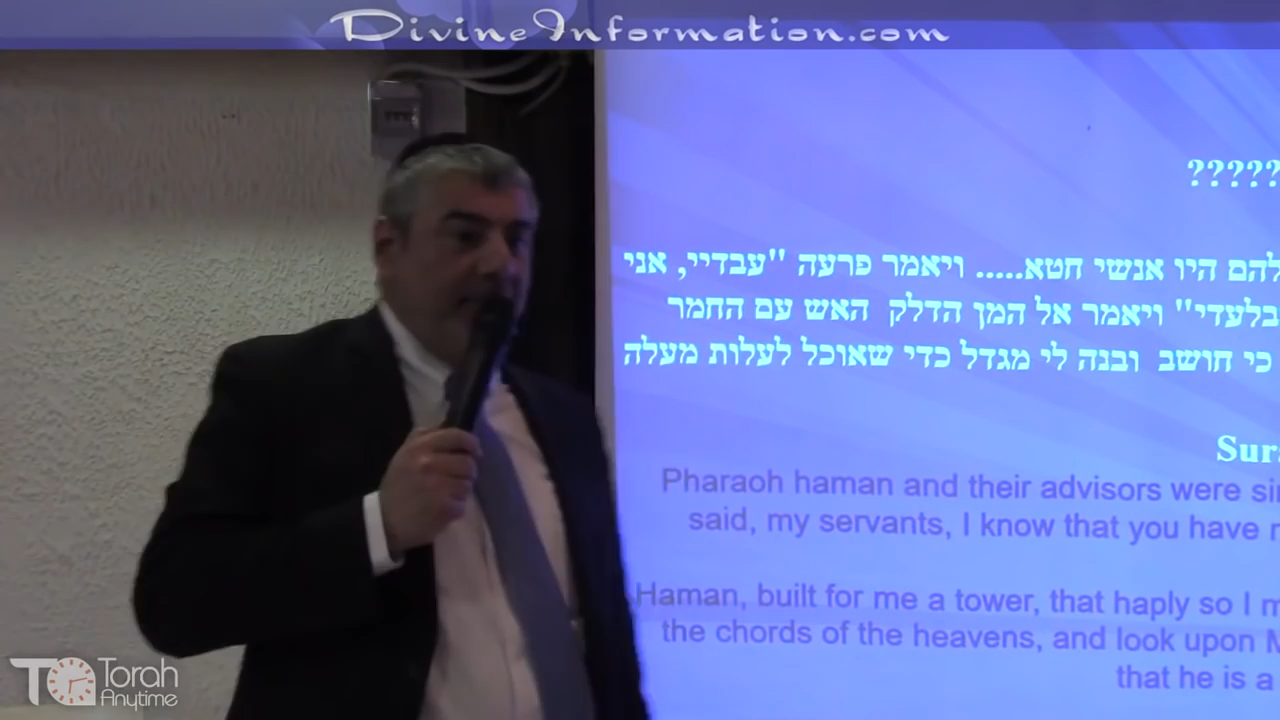 DivineInformation.com
?????
להם היו אנשי חטא..... ויאמר פרעה "עבדיי, אני
בלעדי" ויאמר אל המן הדלק האש עם החמר
כי חושב ובנה לי מגדל כדי שאוכל לעלות מעלה
Pharaoh haman and their advisors were
said, my servants, I know that you have
Haman, built for me a tower, that haply so I
the chords of the heavens, and look upon
that he is a
Torah
Anytime